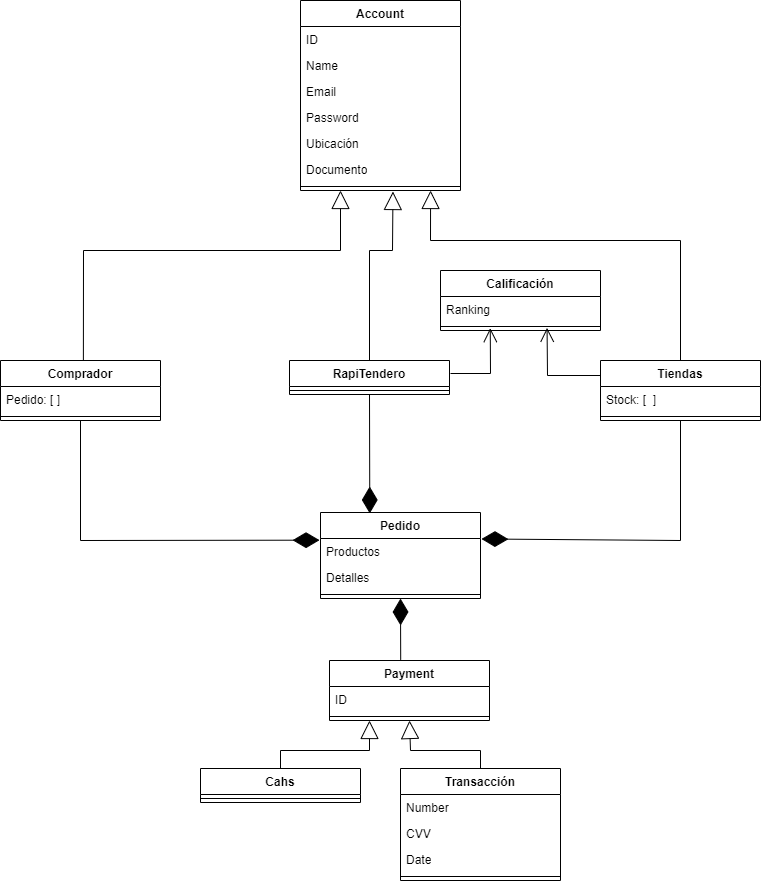 Account
ID
Name
Email
Password
Ubicación
Documento
Calificación
Ranking
Comprador
Pedido: [ ]
RapiTendero
Tiendas
Stock: [  ]
Pedido
Productos
Detalles
Payment
ID
Cahs
Transacción
Number
CVV
Date